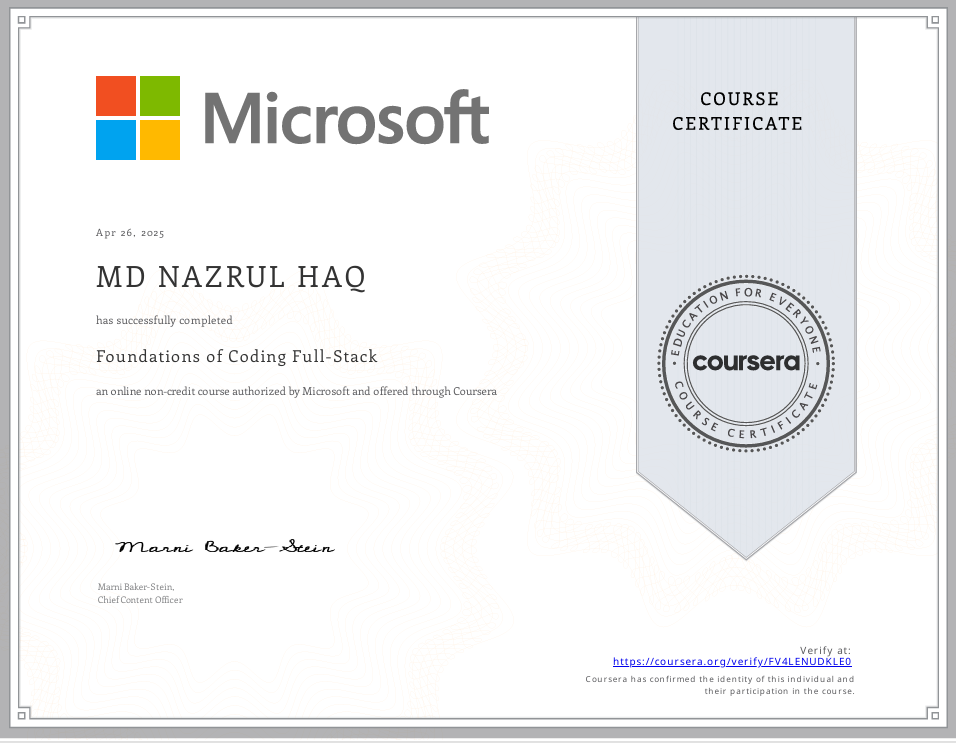 Microsoft
COURSE
CERTIFICATE
Apr 26, 2025
MD NAZRUL HAQ
has successfully completed
Foundations of Coding Full-Stack
an online non-credit course authorized by Microsoft and offered through Coursera
EDUCATION FOR EVERYONE
coursera
COURSE CERTIFICATE
Marni Baker-Stein
Marni Baker-Stein,
Chief Content Officer
Verify at:
https://coursera.org/verify/FV4LENUDKLE0
Coursera has confirmed the identity of this individual and
their participation in the course.